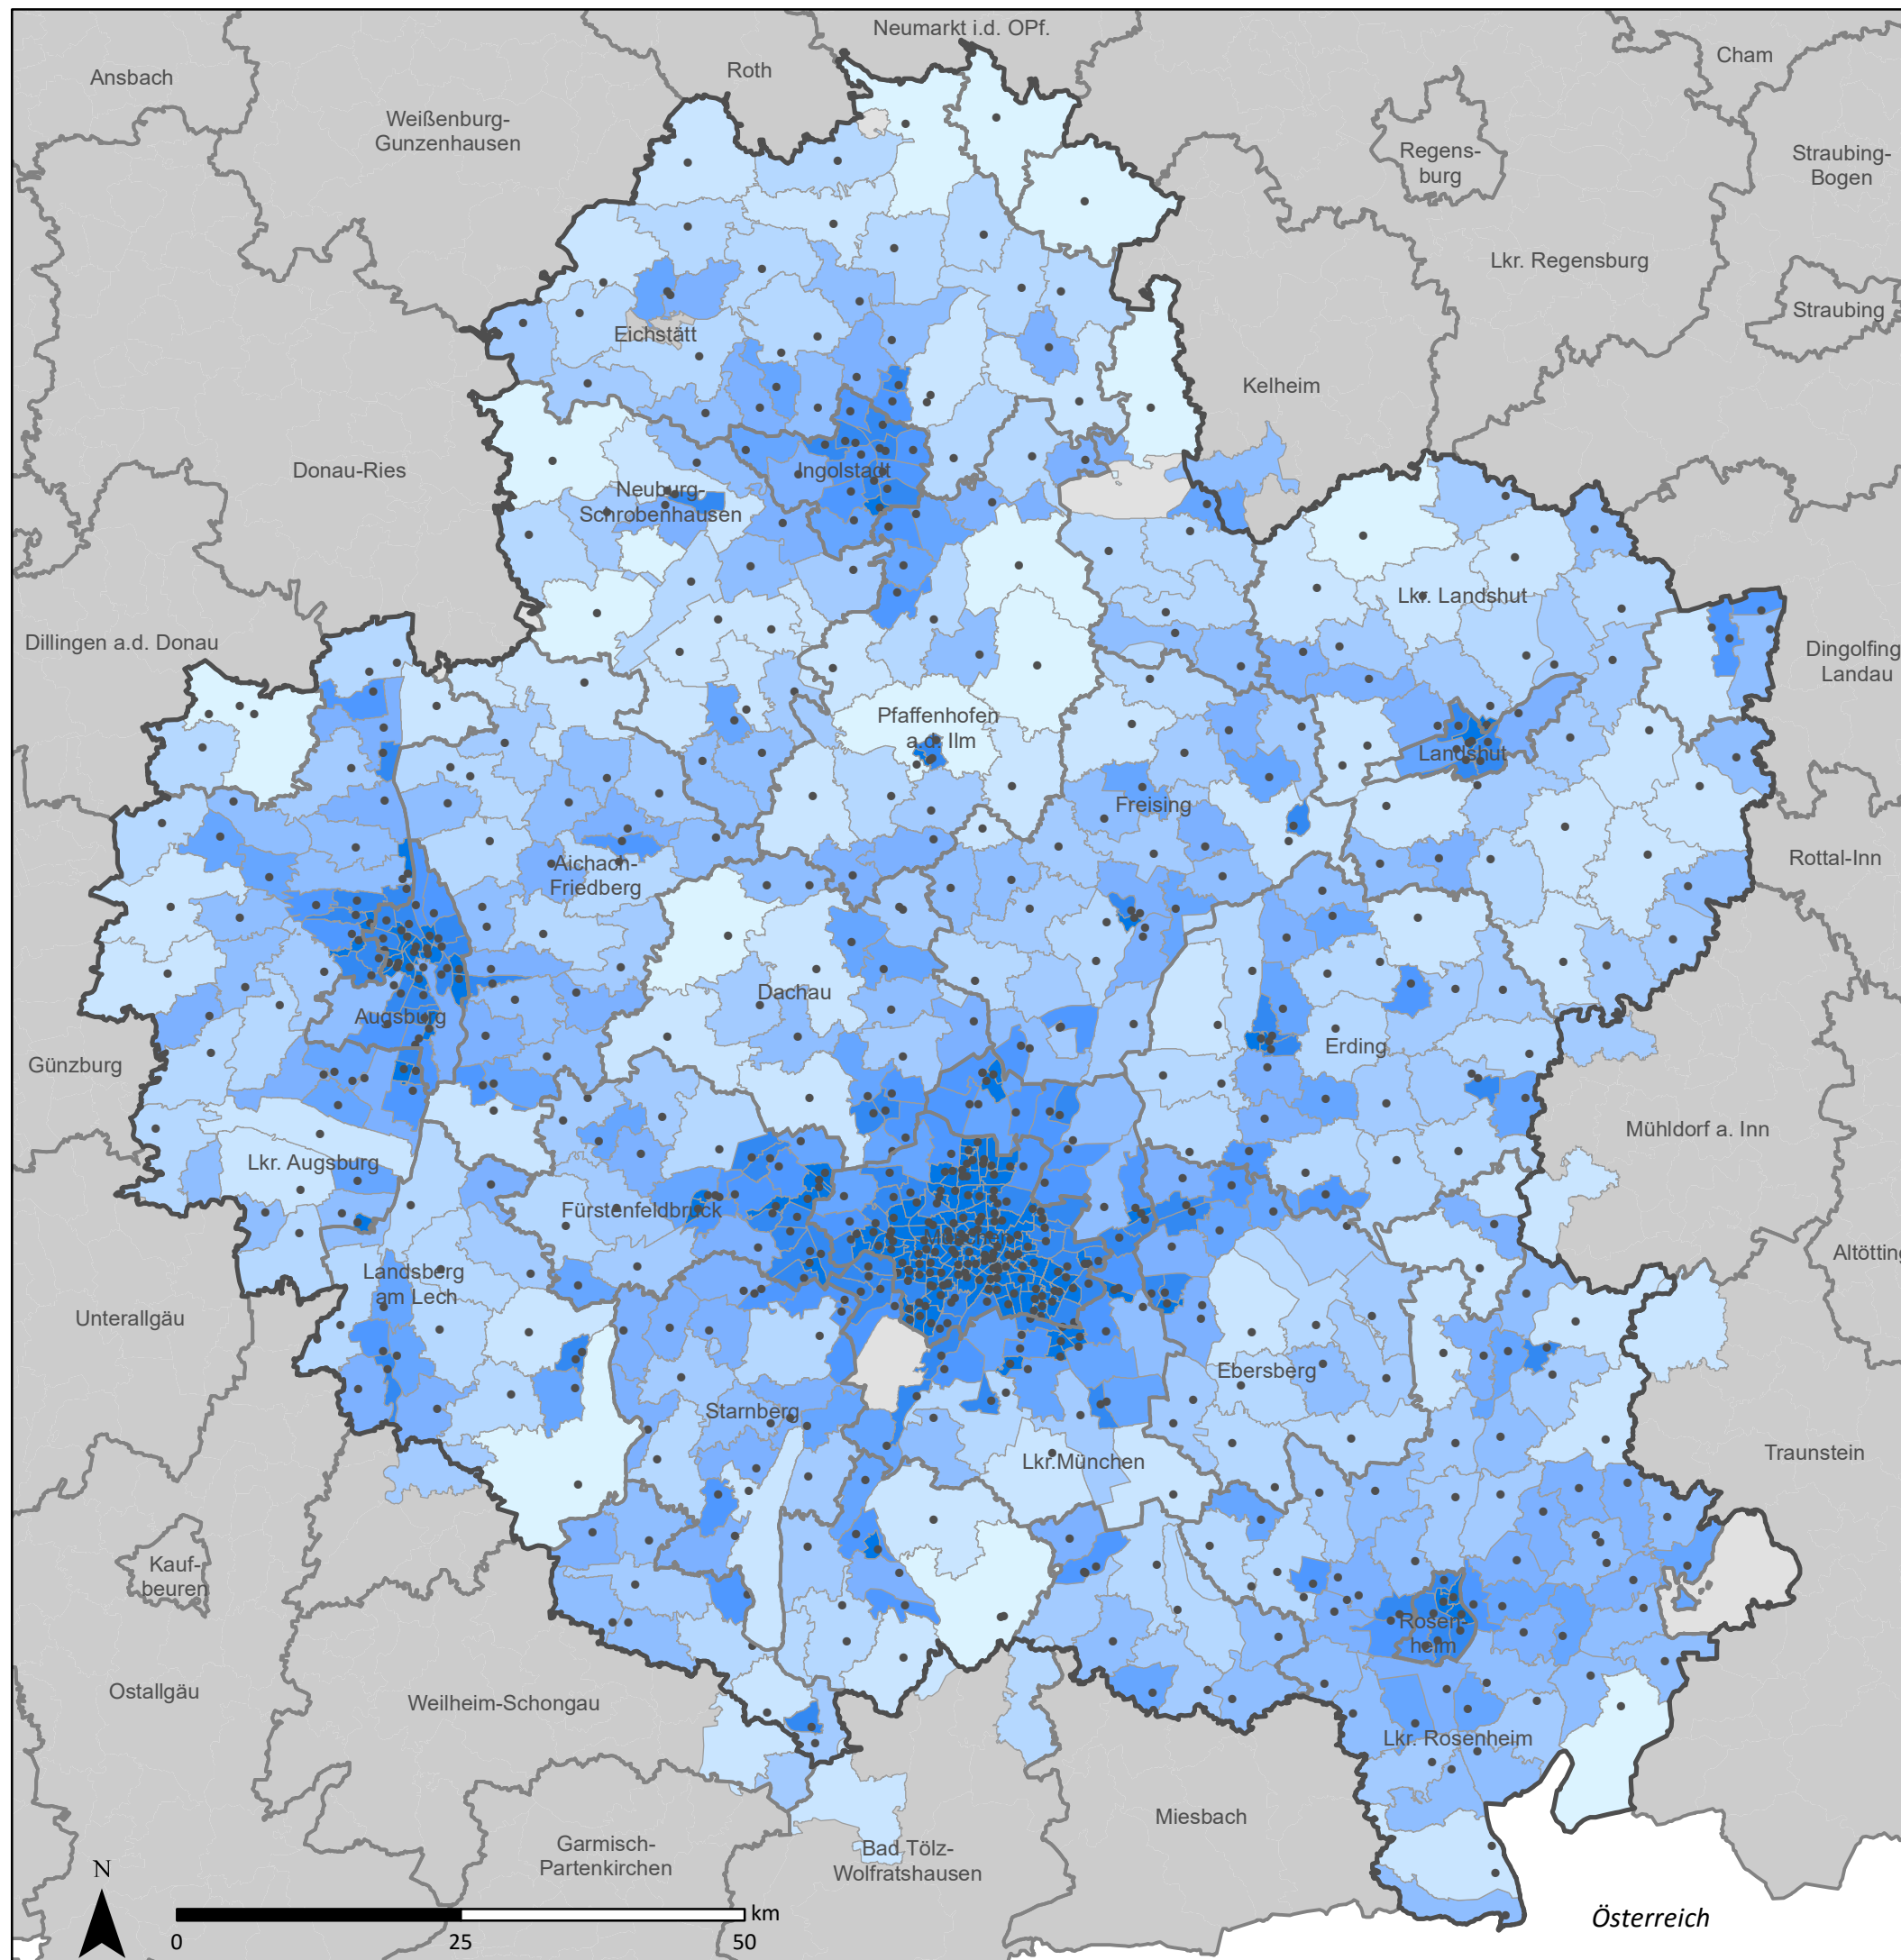 Neumarkt i.d. OPf.
Cham
Roth
Ansbach
Weißenburg-
Gunzenhausen
Regens-
burg
Straubing-
Bogen
Lkr. Regensburg
Straubing
Eichstätt
Kelheim
Donau-Ries
Ingolstadt
Neuburg-
Schrobenhausen
Lkr. Landshut
Dillingen a.d. Donau
Dingolfing
Landau
Pfaffenhofen
a.d. Ilm
Landshut
Freising
Aichach-
Friedberg
Rottal-Inn
Dachau
Augsburg
Erding
Günzburg
Mühldorf a. Inn
Lkr. Augsburg
Fürstenfeldbruck
Altötting
Landsberg
am Lech
Unterallgäu
Ebersberg
Starnberg
Lkr.München
Traunstein
Kauf-
beuren
Rosen-
heim
Ostallgäu
Weilheim-Schongau
Lkr. Rosenheim
Miesbach
Garmisch-
Partenkirchen
Bad Tölz-
Wolfratshausen
N
km
0 25 50
Österreich